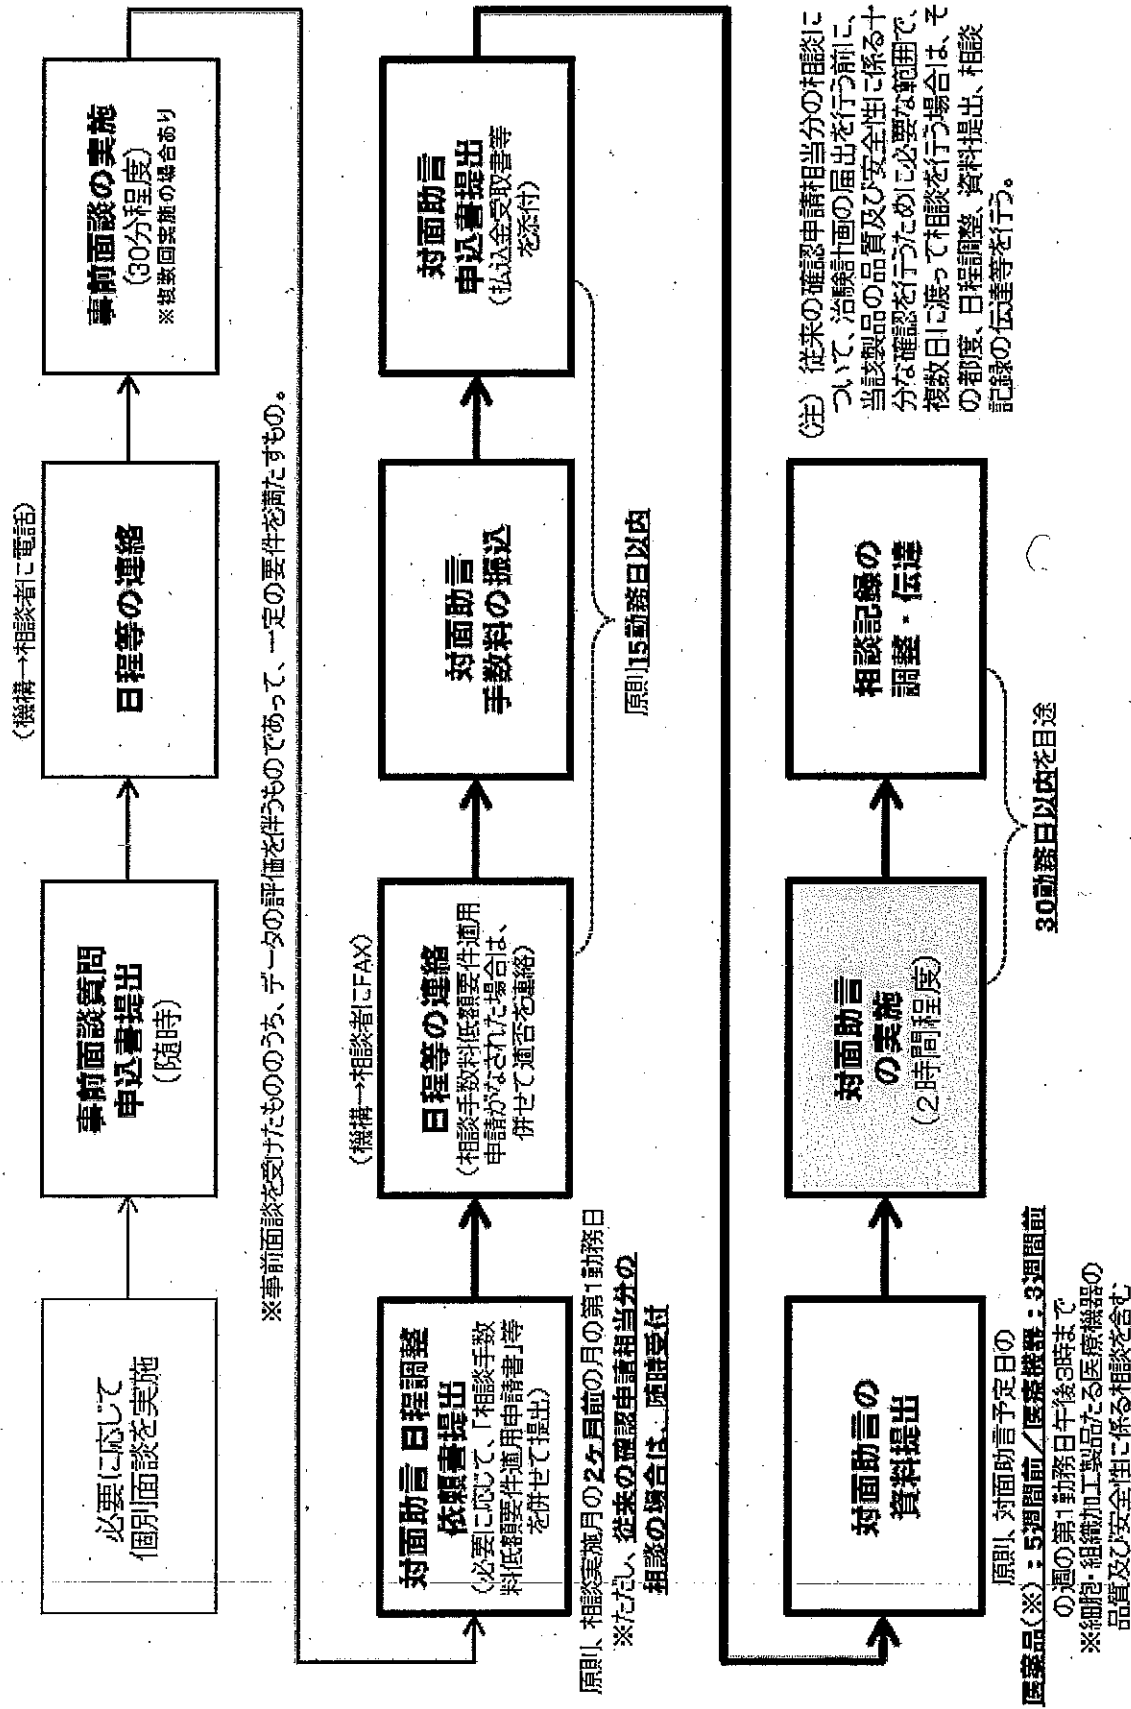 必要に応じて
個別面談を実施
事前面談質問
申込書提出
(随時)
(機構→相談者に電話)
日程等の連絡
事前面談の実施
(30分程度)
※複数回実施の場合あり
※事前面談を受けたもののうち、データの評価を伴うものであって、一定の要件を満たすもの。
対面助言 日程調整
依頼書提出
(必要に応じて、「相談手数
料低額要件適用申請書」等
を併せて提出)
原則、相談実施月の2ヶ月前の月の第1勤務日
※ただし、従来の確認申請相当分の
相談の場合は、随時受付
(機構→相談者にFAX)
日程等の連絡
(相談手数料低額要件適用
申請がなされた場合は、
併せて適否を連絡)
対面助言
手数料の振込
対面助言
申込書提出
(払込金受取書等
を添付)
原則15勤務日以内
対面助言の
資料提出
原則、対面助言予定日の
医薬品(※):5週間前/医療機器:3週間前
の週の第1勤務日午後3時まで
※細胞・組織加工製品たる医療機器の
品質及び安全性に係る相談を含む
対面助言
の実施
(2時間程度)
相談記録の
調整・伝達
30勤務日以内を目途
(注) 従来の確認申請相当分の相談に
ついて、治験計画の届出を行う前に、
当該製品の品質及び安全性に係る十
分な確認を行うために必要な範囲で、
複数日に渡って相談を行う場合は、そ
の都度、日程調整、資料提出、相談
記録の伝達等を行う。